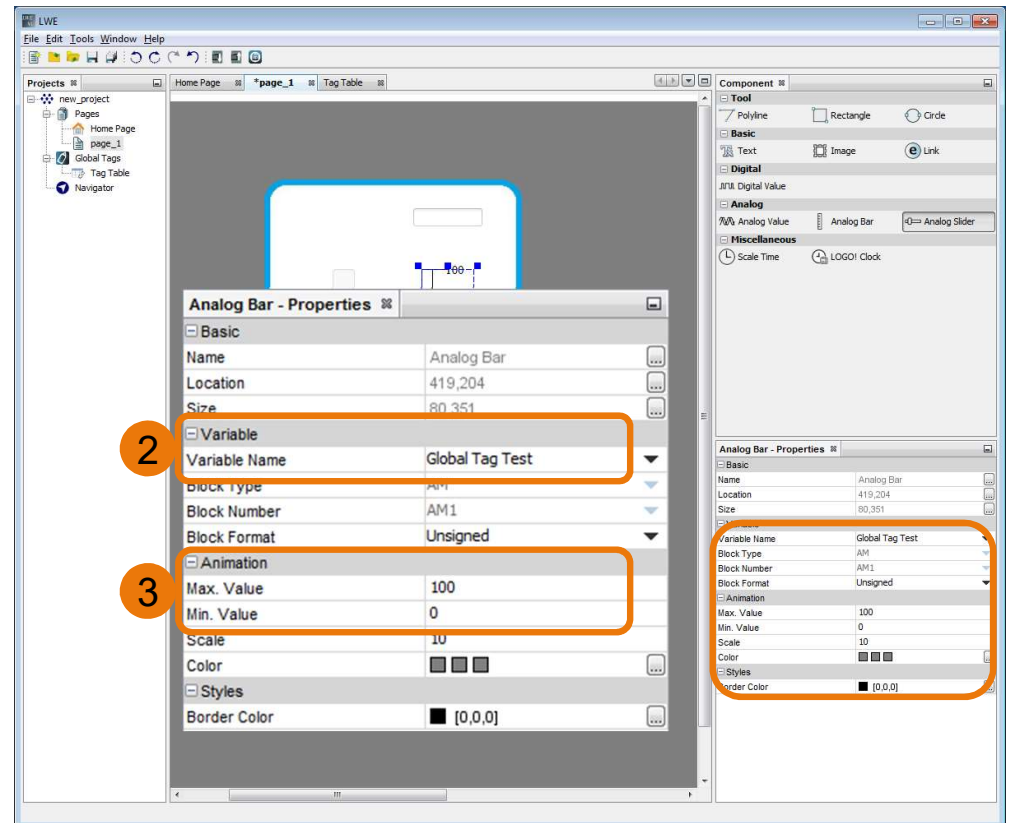 LWE
File Edit Tools Window Help
Projects
Home Page *page_1 Tag Table
Component
new_project
Pages
Home Page
page_1
Global Tags
Tag Table
Navigator
Tool
Polyline Rectangle Circle
Basic
Text Image Link
Digital
Digital Value
Analog
Analog Value Analog Bar Analog Slider
Miscellaneous
Scale Time LOGO! Clock
100
Analog Bar - Properties
Basic
Name Analog Bar
Location 419,204
Size 80,351
2
Variable
Variable Name Global Tag Test
Block Type AM
Block Number AM1
Block Format Unsigned
3
Animation
Max. Value 100
Min. Value 0
Scale 10
Color
Styles
Border Color [0,0,0]
Analog Bar - Properties
Basic
Name Analog Bar
Location 419,204
Size 80,351
Variable
Variable Name Global Tag Test
Block Type AM
Block Number AM1
Block Format Unsigned
Animation
Max. Value 100
Min. Value 0
Scale 10
Color
Styles
Border Color [0,0,0]